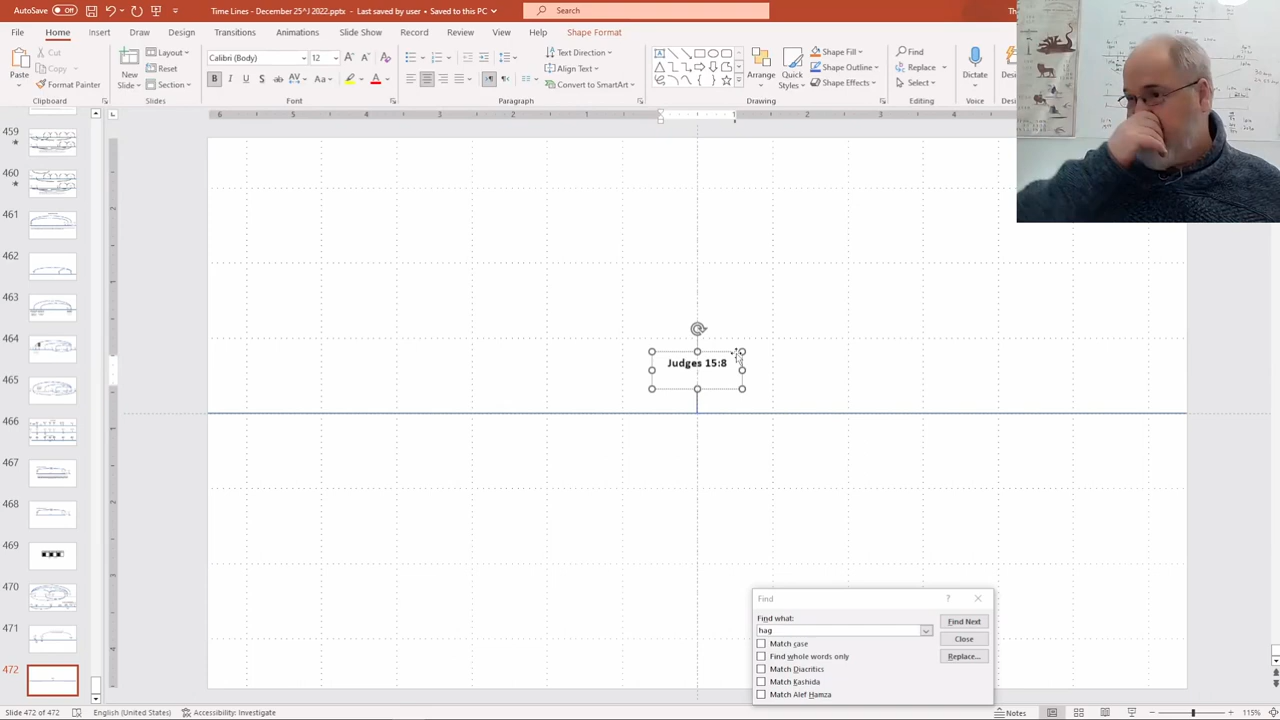 AutoSave Off
Time Lines - December 25^J 2022.pptx - Last saved by user • Saved to this PC
Search
Home Insert Draw Design Transitions Animations Slide Show Record Review View Help Shape Format
Paste
Cut
Copy
Format Painter
Clipboard
New Slide
Layout
Reset
Section
Slides
Calibri (Body) 12
Font
Text Direction
Align Text
Convert to SmartArt
Paragraph
Arrange
Quick Styles
Shape Fill
Shape Outline
Shape Effects
Drawing
Find
Replace
Select
Editing
Dictate
Voice
459
460
461
462
463
464
465
466
467
468
469
470
471
472
Judges 15:8
Find ?
Find what:
hag
Find Next
Close
Replace...
Match case
Find whole words only
Match Diacritics
Match Kashida
Match Alef Hamza
Slide 472 of 472
English (United States)
Accessibility: Investigate
Notes
115%